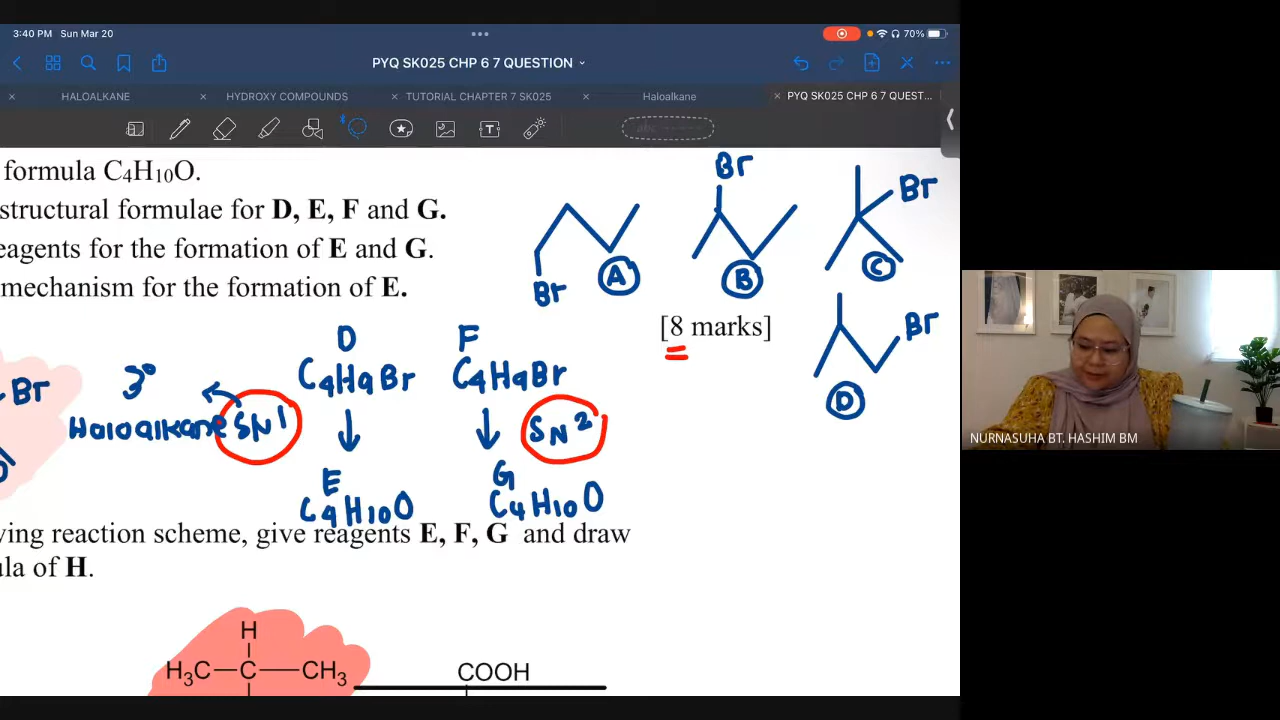 3:40 PM Sun Mar 20
70%
PYQ SK025 CHP 6 7 QUESTION
HALOALKANE
HYDROXY COMPOUNDS
TUTORIAL CHAPTER 7 SK025
Haloalkane
PYQ SK025 CHP 6 7 QUEST...
abc
formula C₄H₁₀O.
structural formulae for D, E, F and G.
eagents for the formation of E and G.
mechanism for the formation of E.
[8 marks]
Br
A
Br
B
Br
C
Br
D
Br
3°
Haloalkane
SN1
D
C4H9Br
E
C4H10O
F
C4H9Br
SN2
G
C4H10O
ving reaction scheme, give reagents E, F, G and draw
ula of H.
H
H₃C—C—CH₃
COOH
NURNASUHA BT. HASHIM BM